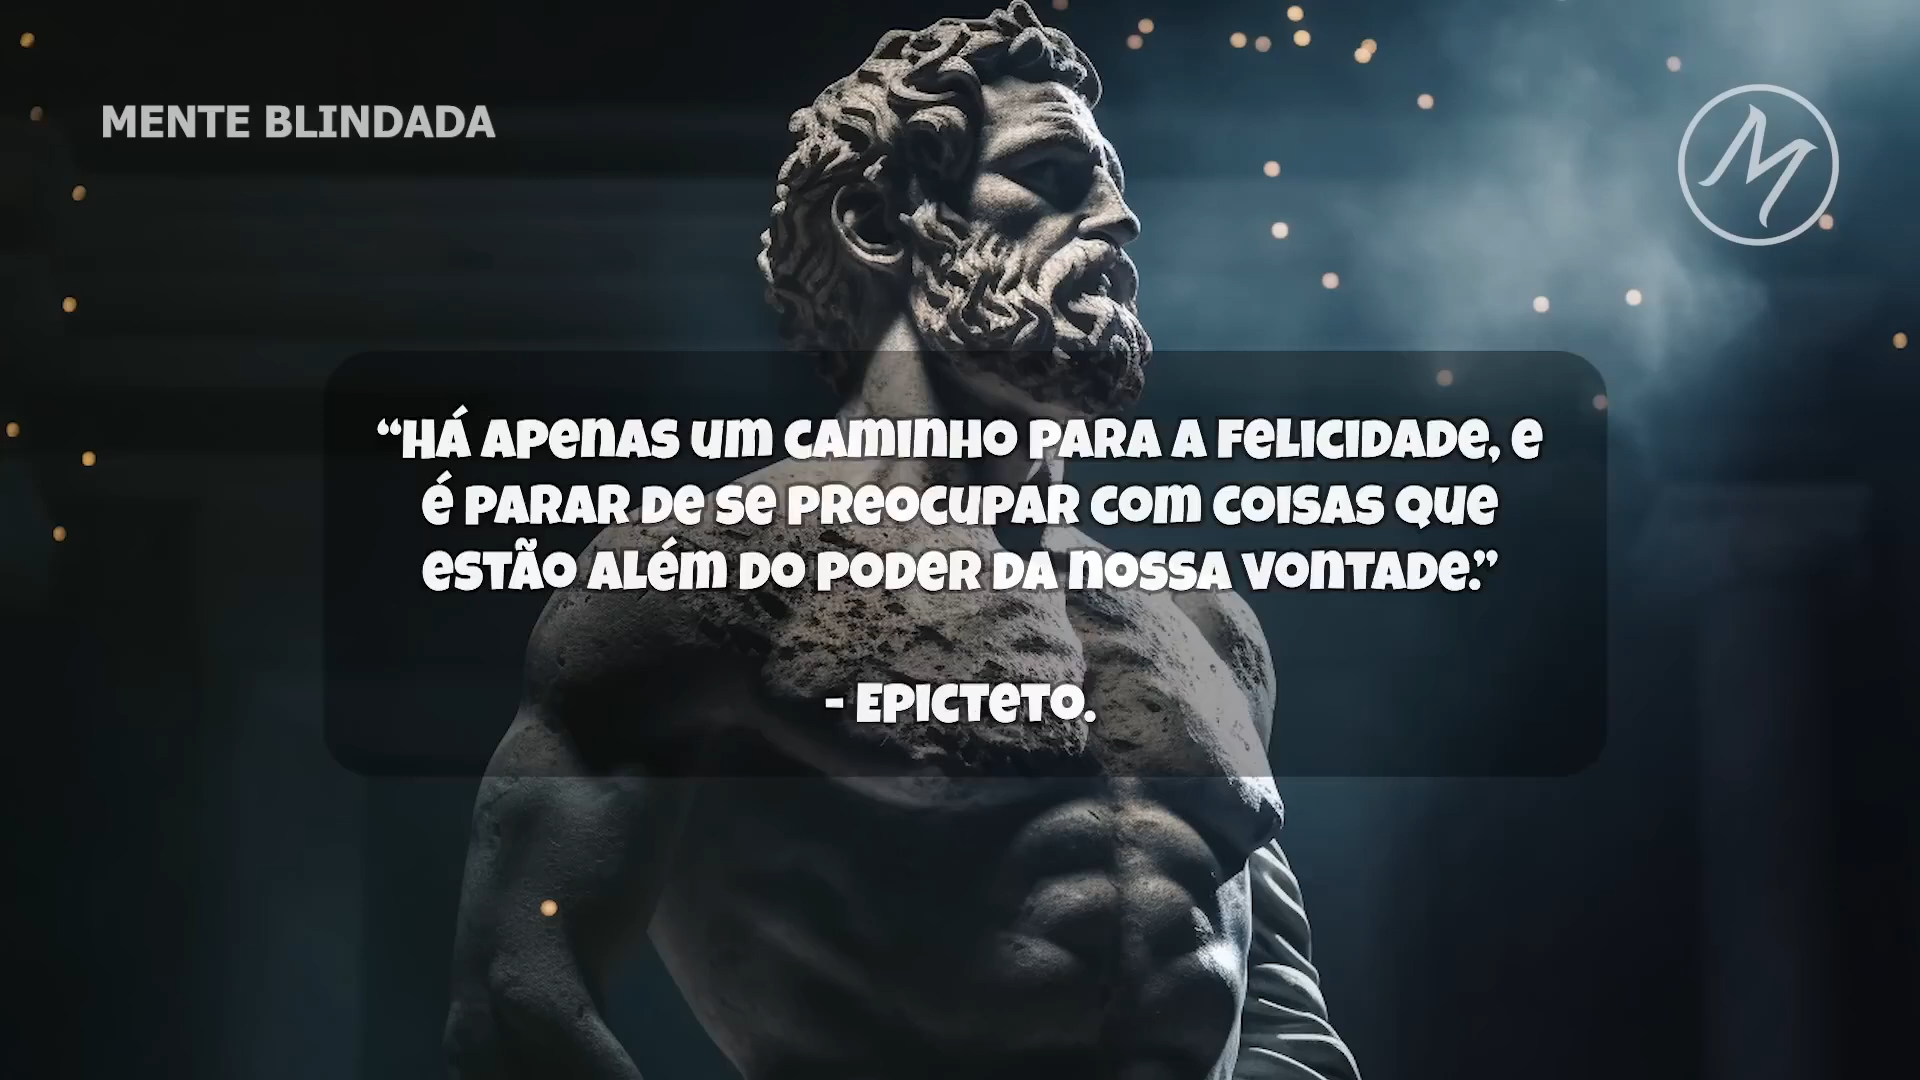 MENTE BLINDADA
M
“HÁ APENAS UM CAMINHO PARA A FELICIDADE, E
É PARAR DE SE PREOCUPAR COM COISAS QUE
ESTÃO ALÉM DO PODER DA NOSSA VONTADE.”
- EPICTETO.